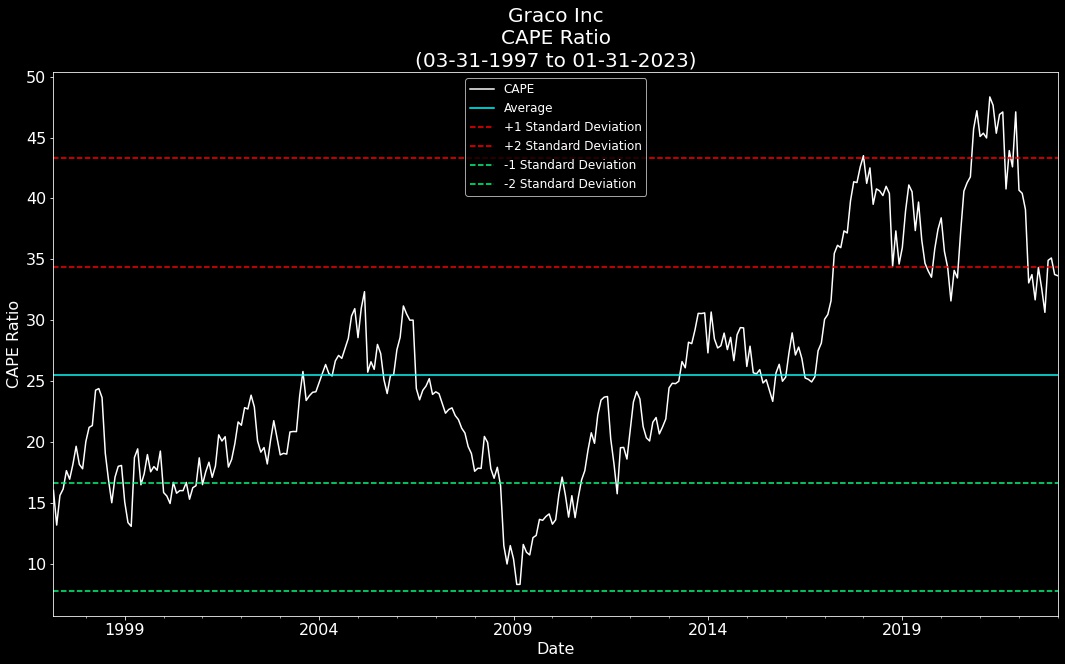 Graco Inc
CAPE Ratio
(03-31-1997 to 01-31-2023)
CAPE
Average
+1 Standard Deviation
+2 Standard Deviation
-1 Standard Deviation
-2 Standard Deviation
50
45
40
35
30
25
20
15
10
CAPE Ratio
1999 2004 2009 2014 2019
Date